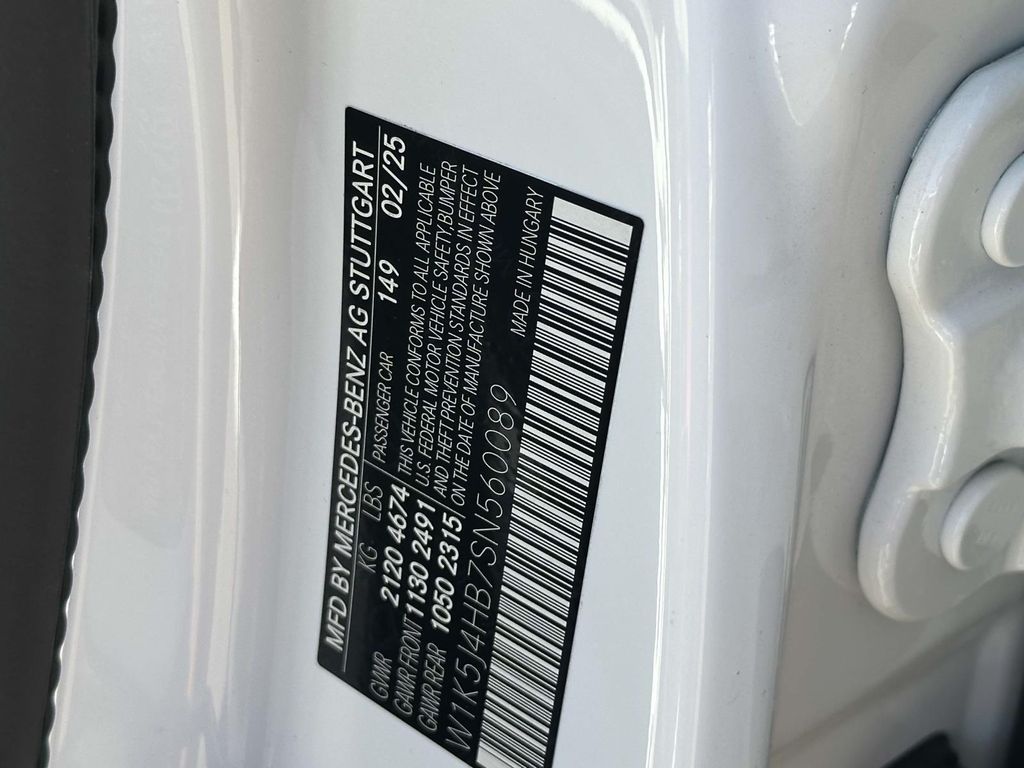 MFD BY MERCEDES-BENZ AG STUTTGART
KG LBS PASSENGER CAR 149 02/25
GVWR 2120 4674 THIS VEHICLE CONFORMS TO ALL APPLICABLE
GAWR FRONT 1130 2491 U.S. FEDERAL MOTOR VEHICLE SAFETY,BUMPER
GAWR REAR 1050 2315 AND THEFT PREVENTION STANDARDS IN EFFECT
ON THE DATE OF MANUFACTURE SHOWN ABOVE
W1K5J4HB7SN560089 MADE IN HUNGARY